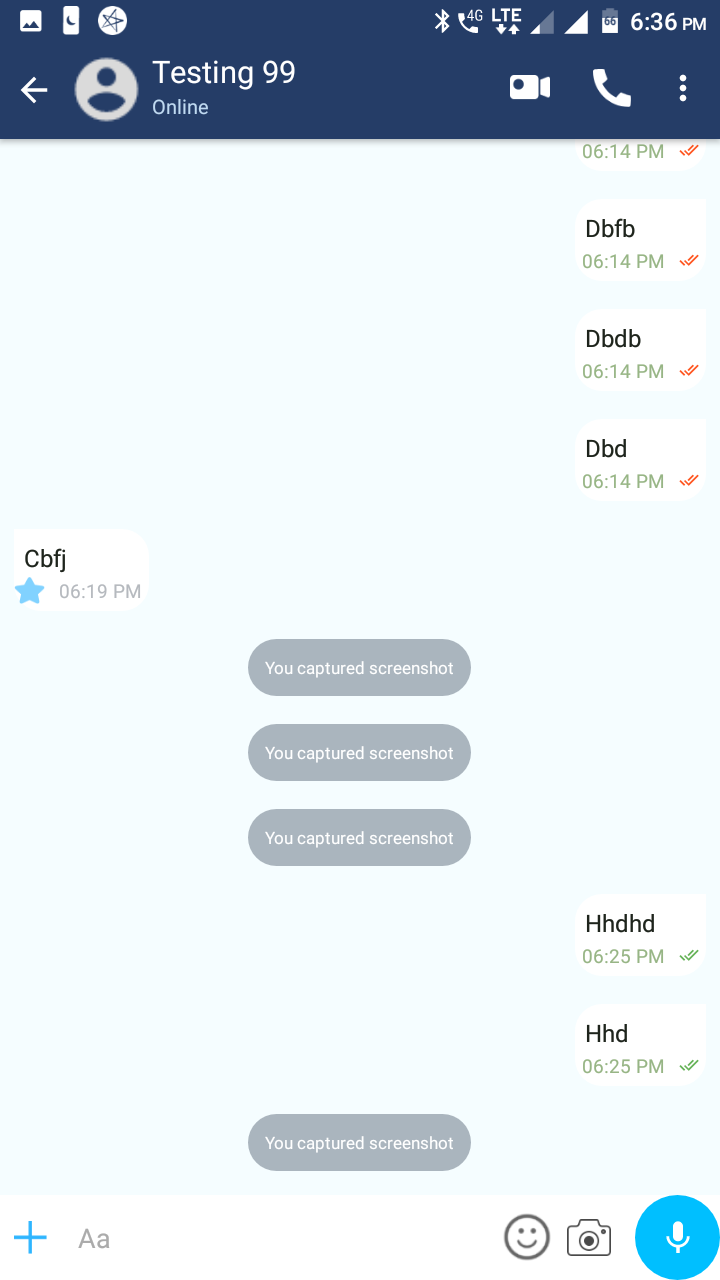 4G LTE 66 6:36 PM
Testing 99
Online
06:14 PM
Dbfb
06:14 PM
Dbdb
06:14 PM
Dbd
06:14 PM
Cbfj
06:19 PM
You captured screenshot
You captured screenshot
You captured screenshot
Hhdhd
06:25 PM
Hhd
06:25 PM
You captured screenshot
Aa